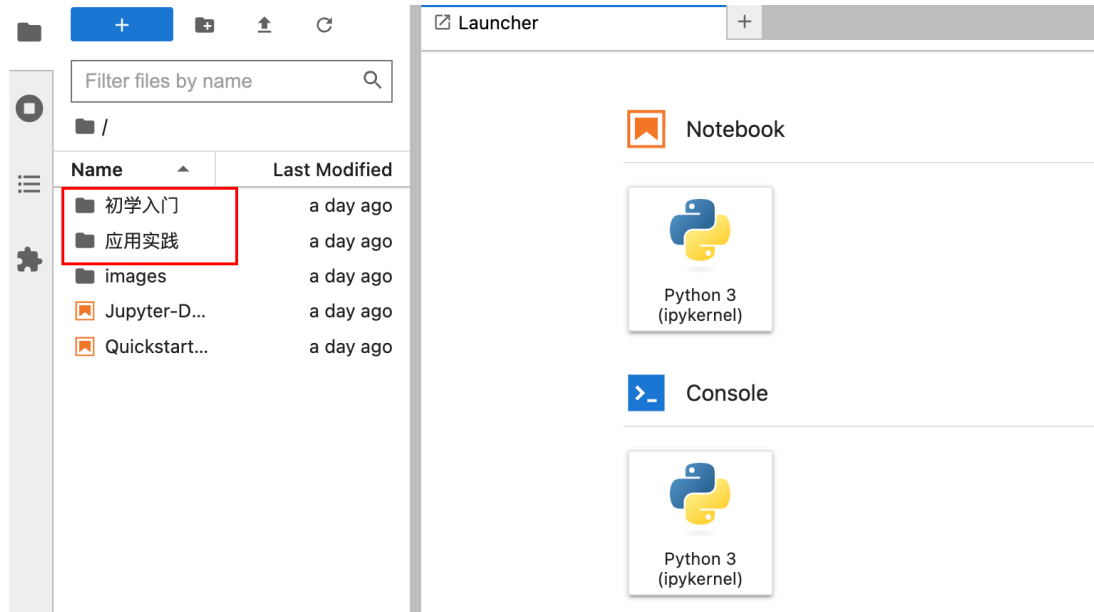 +
Filter files by name
/
Name Last Modified
初学入门 a day ago
应用实践 a day ago
images a day ago
Jupyter-D... a day ago
Quickstart... a day ago
Launcher +
Notebook
Python 3
(ipykernel)
Console
Python 3
(ipykernel)